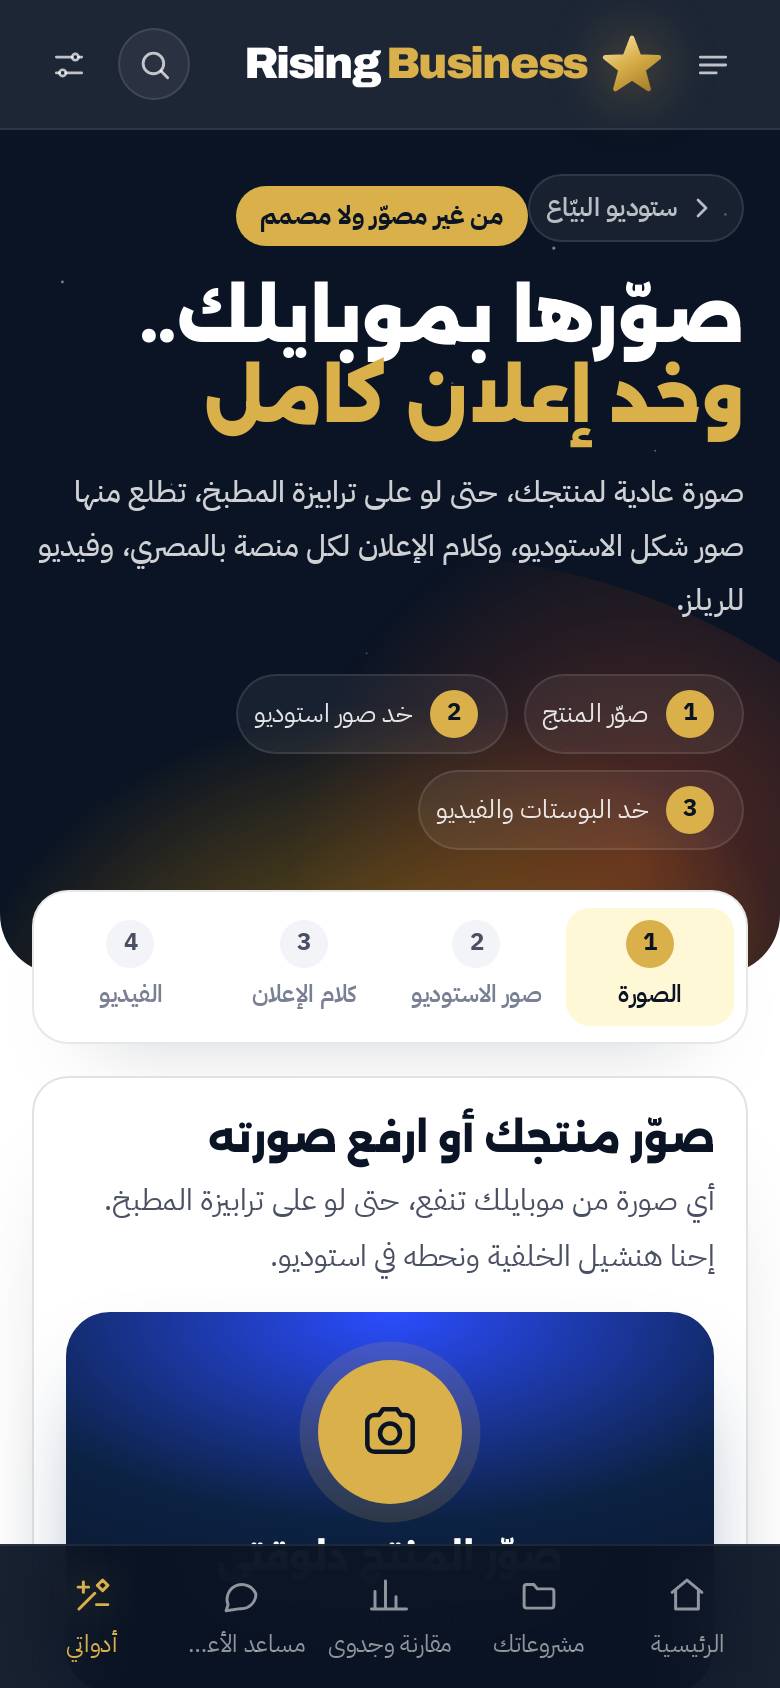 Rising Business
ستوديو البيّاع
من غير مصوّر ولا مصمم
صوّرها بموبايلك..
وخد إعلان كامل
صورة عادية لمنتجك، حتى لو على ترابيزة المطبخ، تطلع منها
صور شكل الاستوديو، وكلام الإعلان لكل منصة بالمصري، وفيديو
للريلز.
1 صوّر المنتج
2 خد صور استوديو
3 خد البوستات والفيديو
1 الصورة
2 صور الاستوديو
3 كلام الإعلان
4 الفيديو
صوّر منتجك أو ارفع صورته
أي صورة من موبايلك تنفع، حتى لو على ترابيزة المطبخ.
إحنا هنشيل الخلفية ونحطه في استوديو.
صوّر المنتج دلوقتي
الرئيسية
مشروعاتك
مقارنة وجدوى
مساعد الأع...
أدواتي